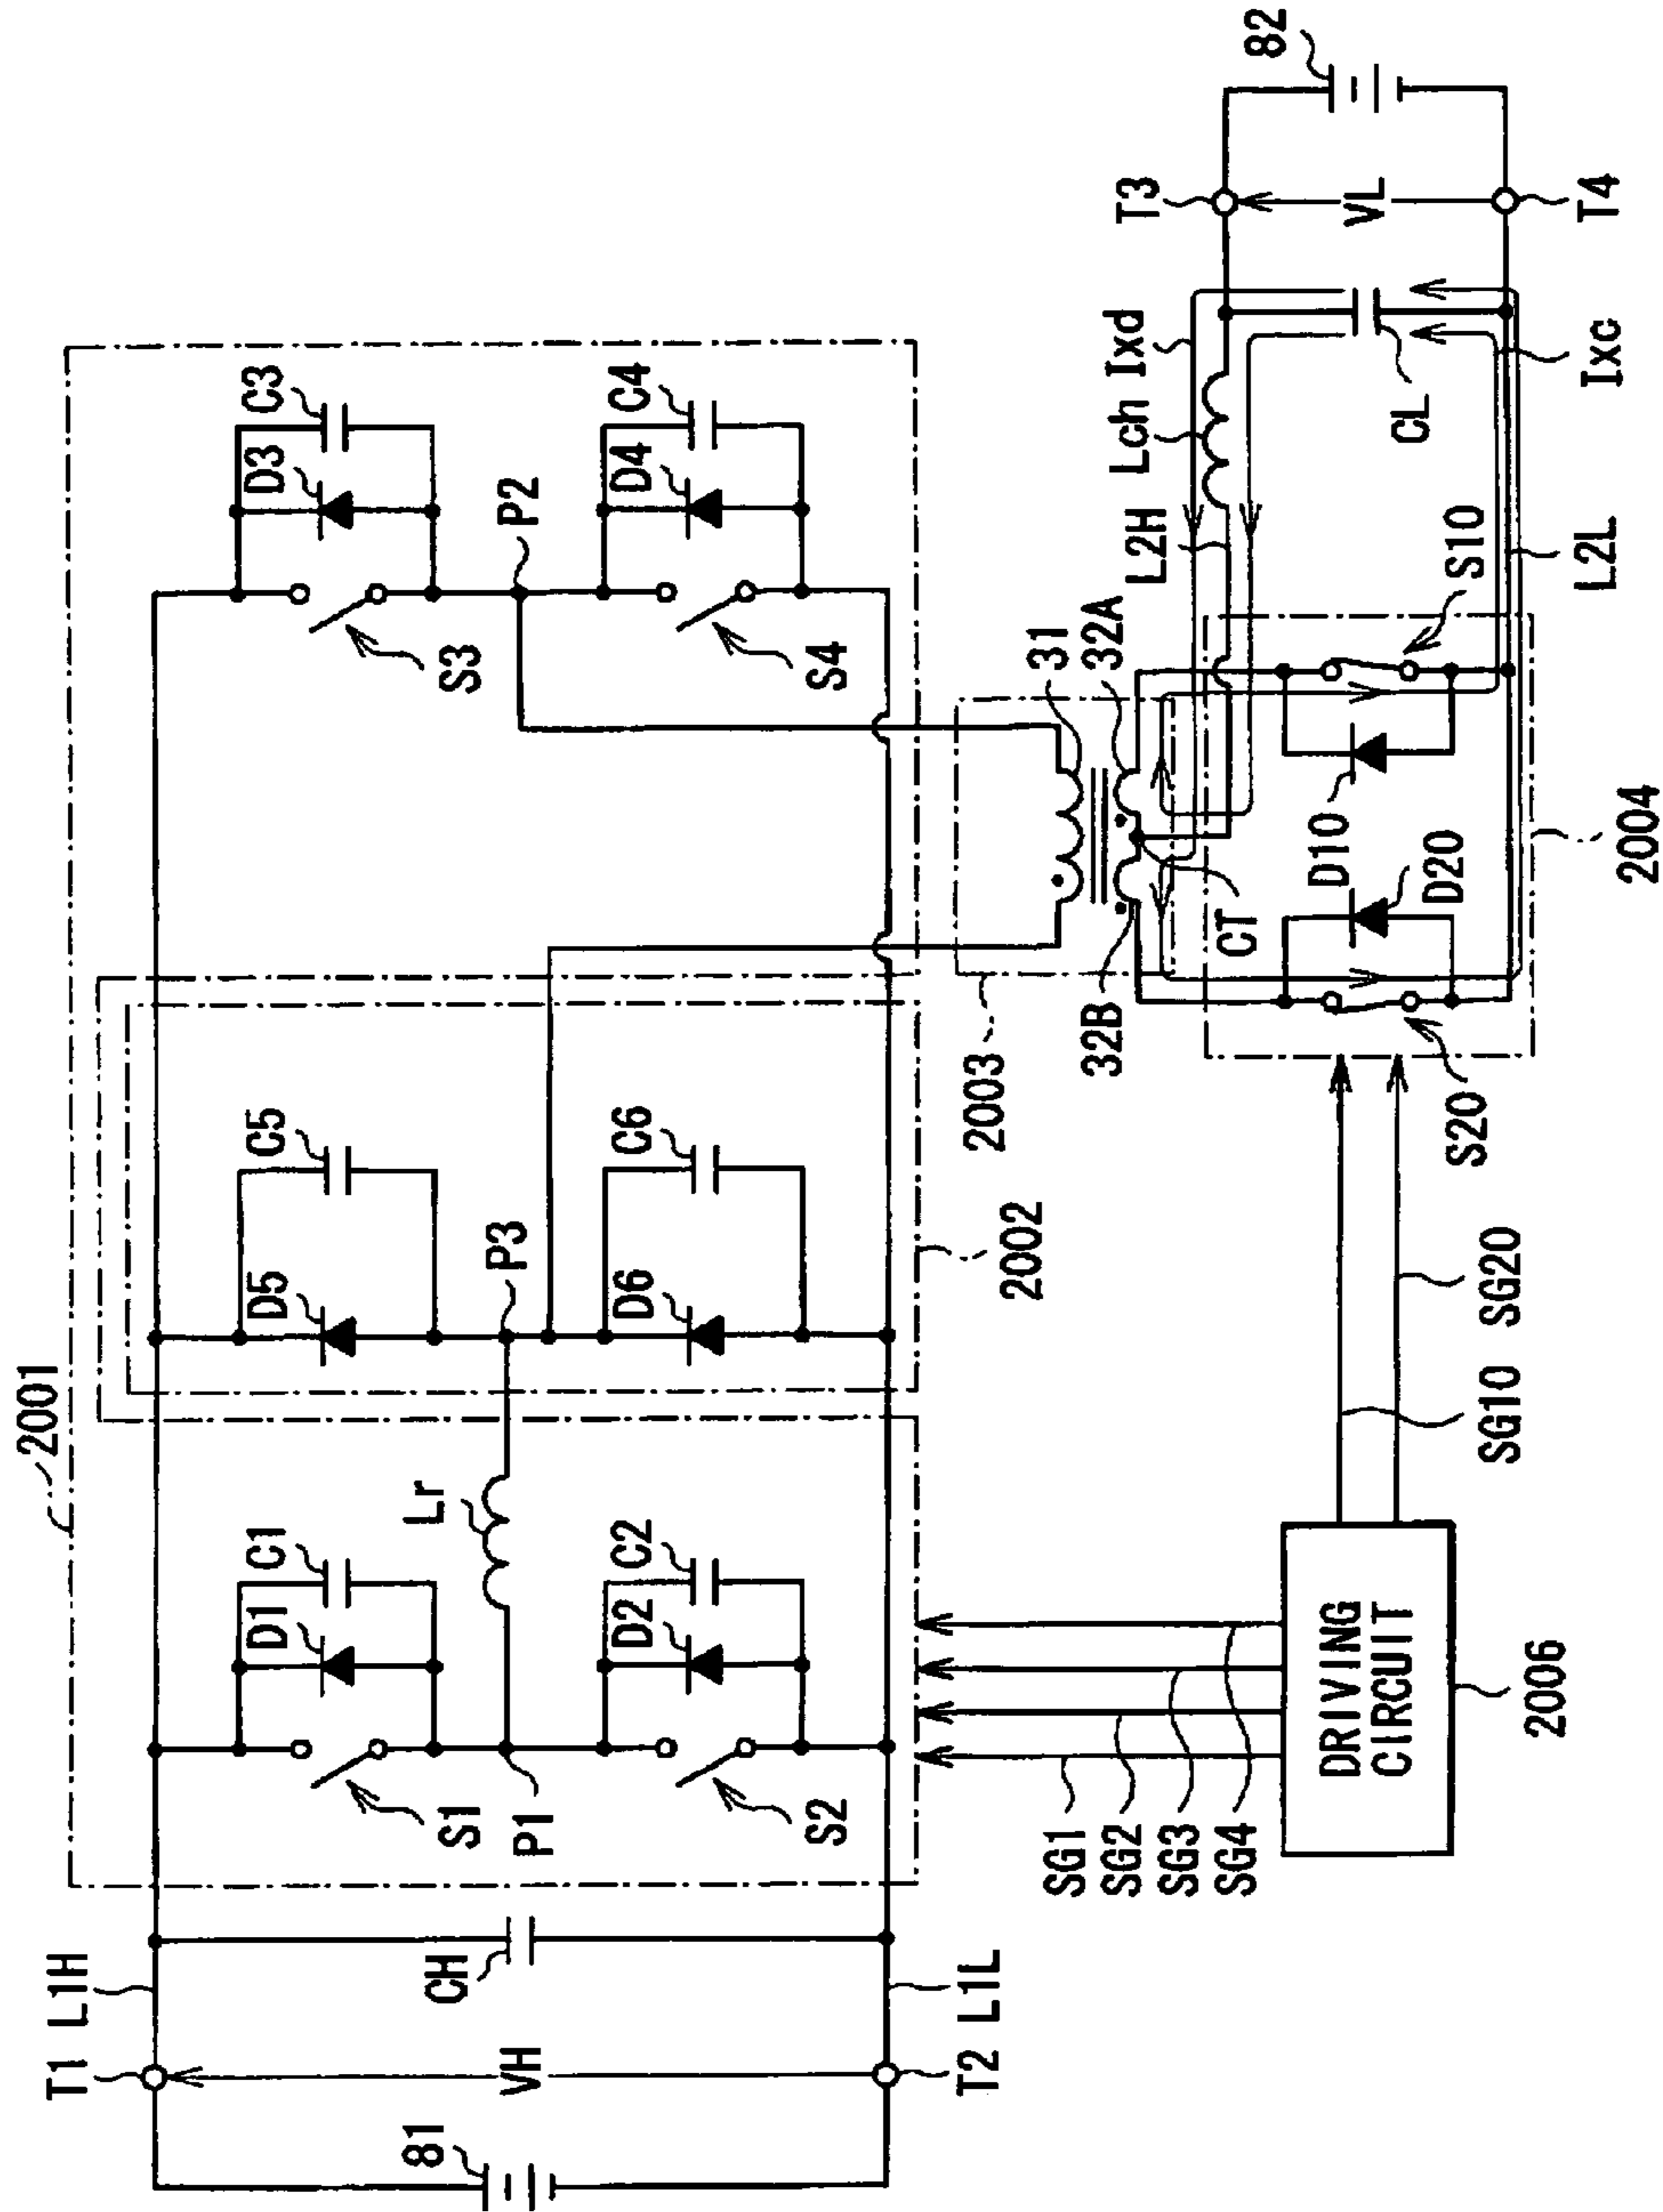 2001
T1 L1H
81
VH
CH
T2 L1L
S1
D1
C1
P1
Lr
S2
D2
C2
D5
C5
P3
D6
C6
2002
D3
C3
S3
P2
D4
C4
S4
2003
31
32A
32B
CT
L2H
Lch Ixd
T3
82
VL
T4
CL
Ixc
L2L
S10
D10
D20
S20
2004
SG1
SG2
SG3
SG4
DRIVING
CIRCUIT
2006
SG10
SG20